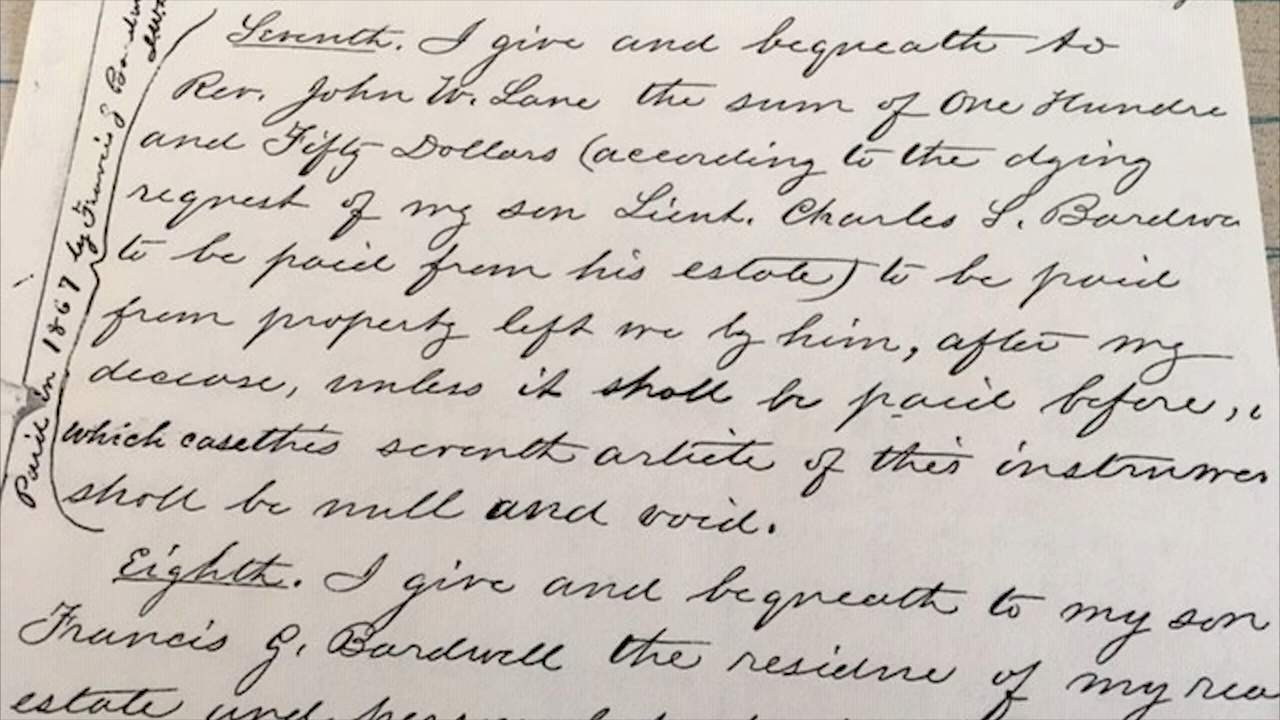 Seventh. I give and bequeath to
Rev. John W. Lane the sum of One Hundre
and Fifty Dollars (according to the dying
request of my son Lieut. Charles S. Bardwe
to be paid from his estate) to be paid
from property left me by him, after my
decease, unless it shall be paid before, i
which case this seventh article of this instrumen
shall be null and void.
Eighth. I give and bequeath to my son
Francis G. Bardwell the residue of my rea
estate and
Paid in 1867 by Francis G Bardw